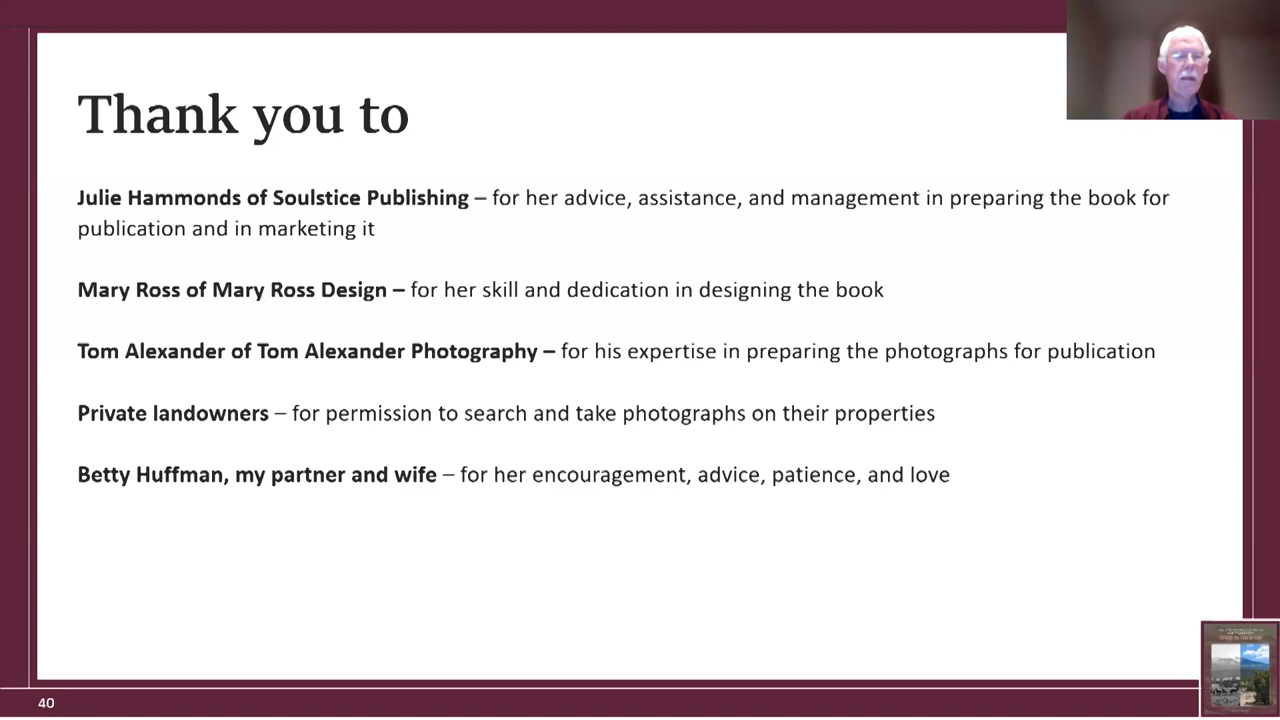 Thank you to
Julie Hammonds of Soulstice Publishing – for her advice, assistance, and management in preparing the book for
publication and in marketing it
Mary Ross of Mary Ross Design – for her skill and dedication in designing the book
Tom Alexander of Tom Alexander Photography – for his expertise in preparing the photographs for publication
Private landowners – for permission to search and take photographs on their properties
Betty Huffman, my partner and wife – for her encouragement, advice, patience, and love
40